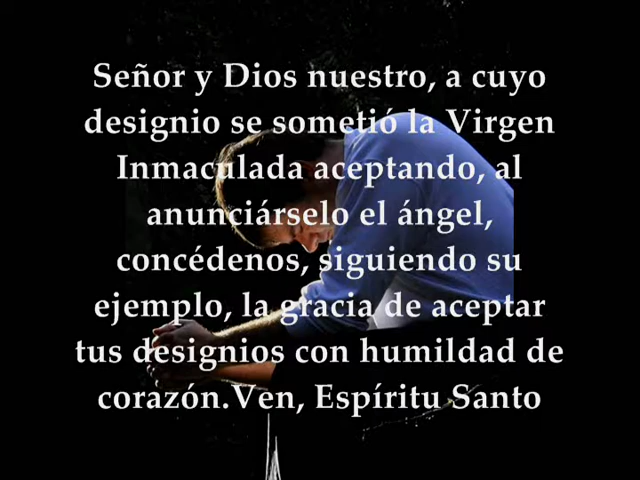 Señor y Dios nuestro, a cuyo
designio se sometió la Virgen
Inmaculada aceptando, al
anunciárselo el ángel,
concédenos, siguiendo su
ejemplo, la gracia de aceptar
tus designios con humildad de
corazón.Ven, Espíritu Santo